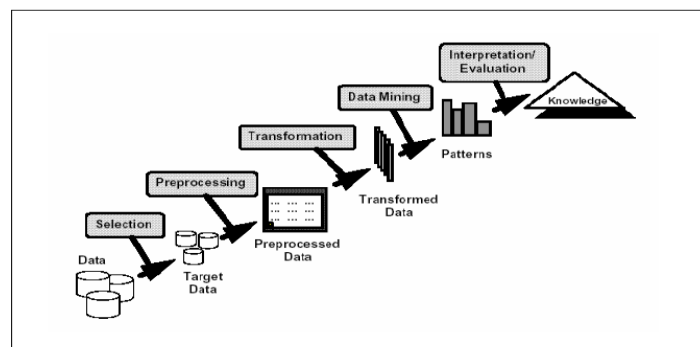 Interpretation/
Evaluation
Data Mining
Knowledge
Transformation
Patterns
Preprocessing
Transformed
Data
Selection
Preprocessed
Data
Data
Target
Data